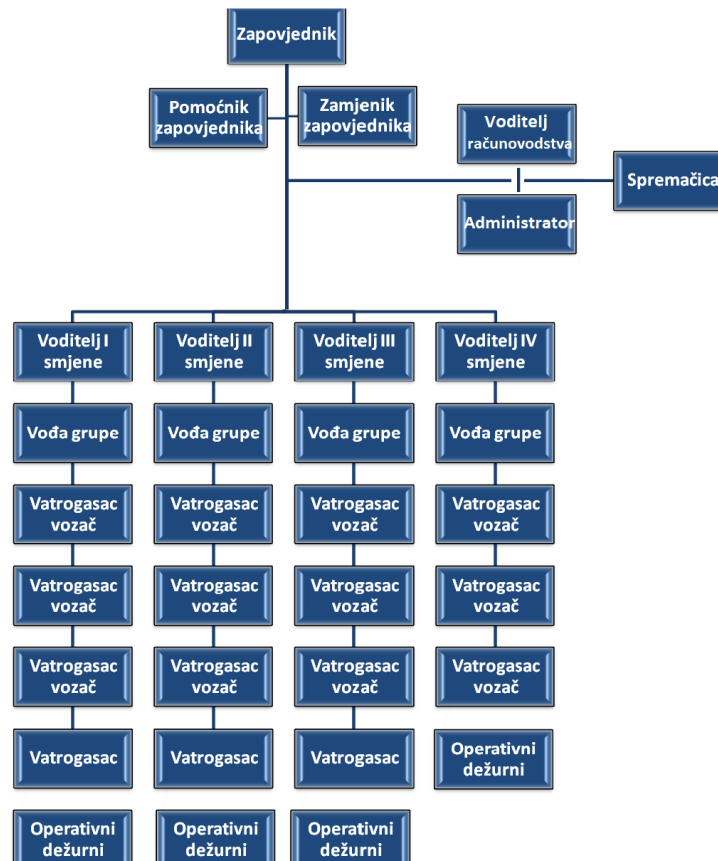 Zapovjednik
Pomoćnik
zapovjednika
Zamjenik
zapovjednika
Voditelj
računovodstva
Spremačica
Administrator
Voditelj I
smjene
Voditelj II
smjene
Voditelj III
smjene
Voditelj IV
smjene
Vođa grupe
Vođa grupe
Vođa grupe
Vođa grupe
Vatrogasac
vozač
Vatrogasac
vozač
Vatrogasac
vozač
Vatrogasac
vozač
Vatrogasac
vozač
Vatrogasac
vozač
Vatrogasac
vozač
Vatrogasac
vozač
Vatrogasac
vozač
Vatrogasac
vozač
Vatrogasac
vozač
Vatrogasac
vozač
Vatrogasac
Vatrogasac
Vatrogasac
Operativni
dežurni
Operativni
dežurni
Operativni
dežurni
Operativni
dežurni